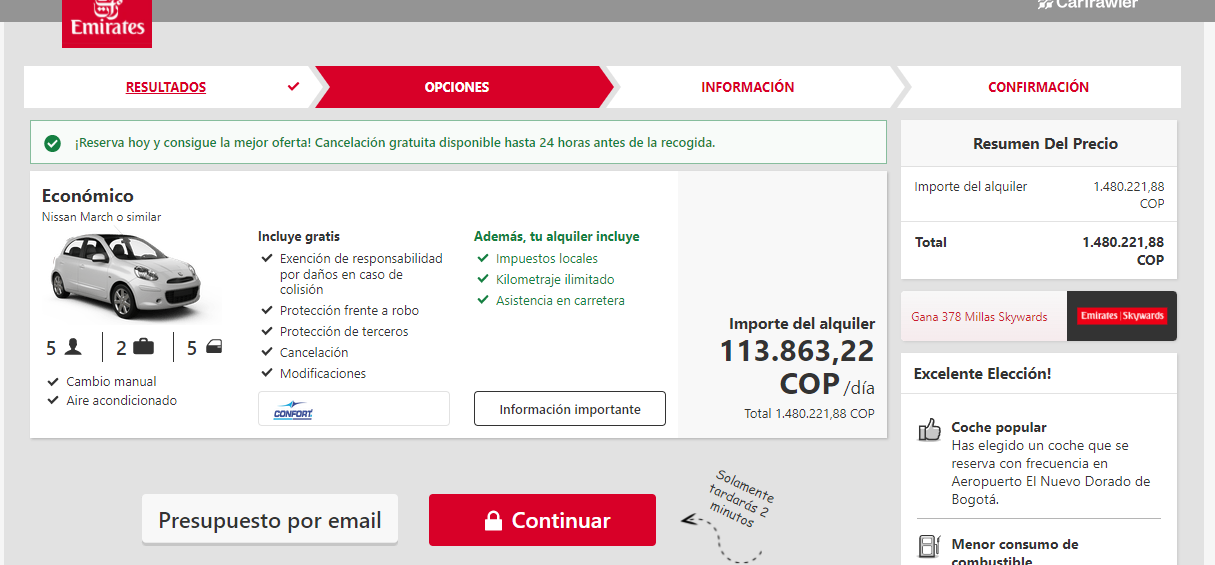 Emirates
CarTrawler
RESULTADOS
OPCIONES
INFORMACIÓN
CONFIRMACIÓN
¡Reserva hoy y consigue la mejor oferta! Cancelación gratuita disponible hasta 24 horas antes de la recogida.
Económico
Nissan March o similar
5
2
5
Cambio manual
Aire acondicionado
Incluye gratis
Exención de responsabilidad
por daños en caso de
colisión
Protección frente a robo
Protección de terceros
Cancelación
Modificaciones
CONFORT
Además, tu alquiler incluye
Impuestos locales
Kilometraje ilimitado
Asistencia en carretera
Información importante
Importe del alquiler
113.863,22
COP /día
Total 1.480.221,88 COP
Presupuesto por email
Continuar
Solamente
tardarás 2
minutos
Resumen Del Precio
Importe del alquiler 1.480.221,88
COP
Total 1.480.221,88
COP
Gana 378 Millas Skywards
Emirates | Skywards
Excelente Elección!
Coche popular
Has elegido un coche que se
reserva con frecuencia en
Aeropuerto El Nuevo Dorado de
Bogotá.
Menor consumo de
combustible